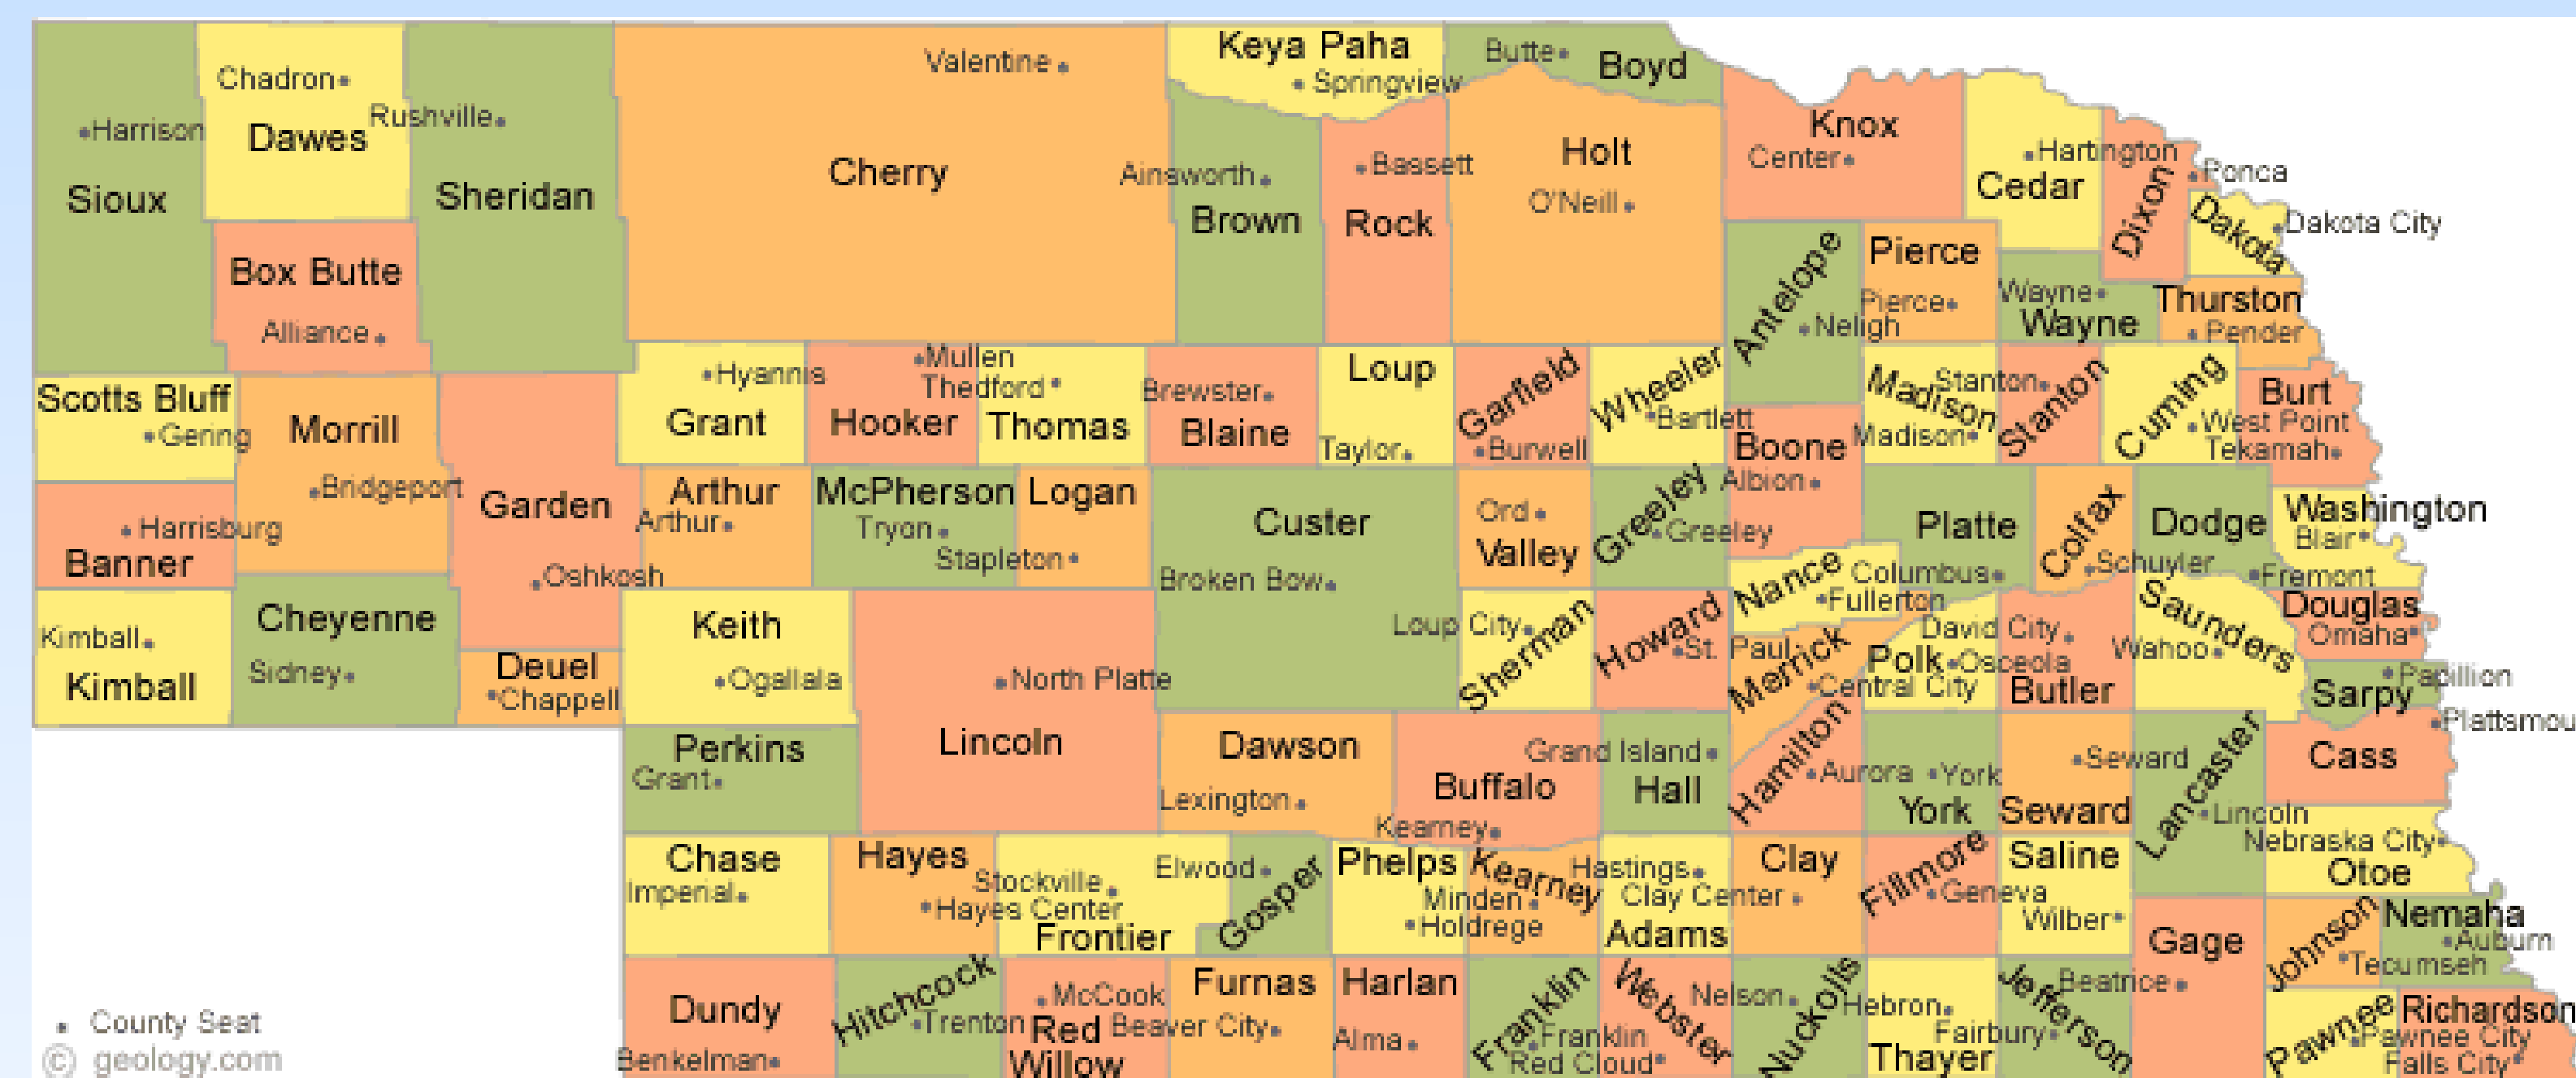 Keya Paha
Springview
Butte
Boyd
Valentine
Chadron
Rushville
Harrison
Dawes
Sioux
Sheridan
Cherry
Ainsworth
Brown
Bassett
Rock
Holt
O'Neill
Knox
Center
Hartington
Cedar
Dixon
Ponca
Dakota
Dakota City
Box Butte
Alliance
Antelope
Neligh
Pierce
Pierce
Wayne
Wayne
Thurston
Pender
Scotts Bluff
Gering
Morrill
Bridgeport
Garden
Oshkosh
Hyannis
Grant
Mullen
Hooker
Thedford
Thomas
Brewster
Blaine
Loup
Taylor
Garfield
Burwell
Wheeler
Bartlett
Boone
Albion
Madison
Madison
Stanton
Stanton
Cuming
West Point
Burt
Tekamah
Harrisburg
Banner
Arthur
Arthur
McPherson
Tryon
Logan
Stapleton
Custer
Broken Bow
Ord
Valley
Greeley
Greeley
Nance
Fullerton
Platte
Columbus
Colfax
Schuyler
Dodge
Fremont
Washington
Blair
Kimball
Kimball
Cheyenne
Sidney
Deuel
Chappell
Keith
Ogallala
North Platte
Lincoln
Loup City
Sherman
Howard
St. Paul
Merrick
Central City
Polk
Osceola
David City
Butler
Saunders
Wahoo
Douglas
Omaha
Papillion
Sarpy
Plattsmou
Cass
Perkins
Grant
Dawson
Lexington
Buffalo
Kearney
Grand Island
Hall
Hamilton
Aurora
York
York
Seward
Seward
Lancaster
Lincoln
Nebraska City
Otoe
Chase
Imperial
Hayes
Hayes Center
Stockville
Frontier
Elwood
Gosper
Phelps
Holdrege
Kearney
Minden
Hastings
Adams
Clay
Clay Center
Fillmore
Geneva
Saline
Wilber
Gage
Beatrice
Johnson
Tecumseh
Nemaha
Auburn
Dundy
Benkelman
Hitchcock
Trenton
McCook
Red
Willow
Furnas
Beaver City
Harlan
Alma
Franklin
Franklin
Webster
Red Cloud
Nelson
Nuckolls
Hebron
Thayer
Fairbury
Jefferson
Pawnee
Pawnee City
Richardson
Falls City
County Seat
© geology.com